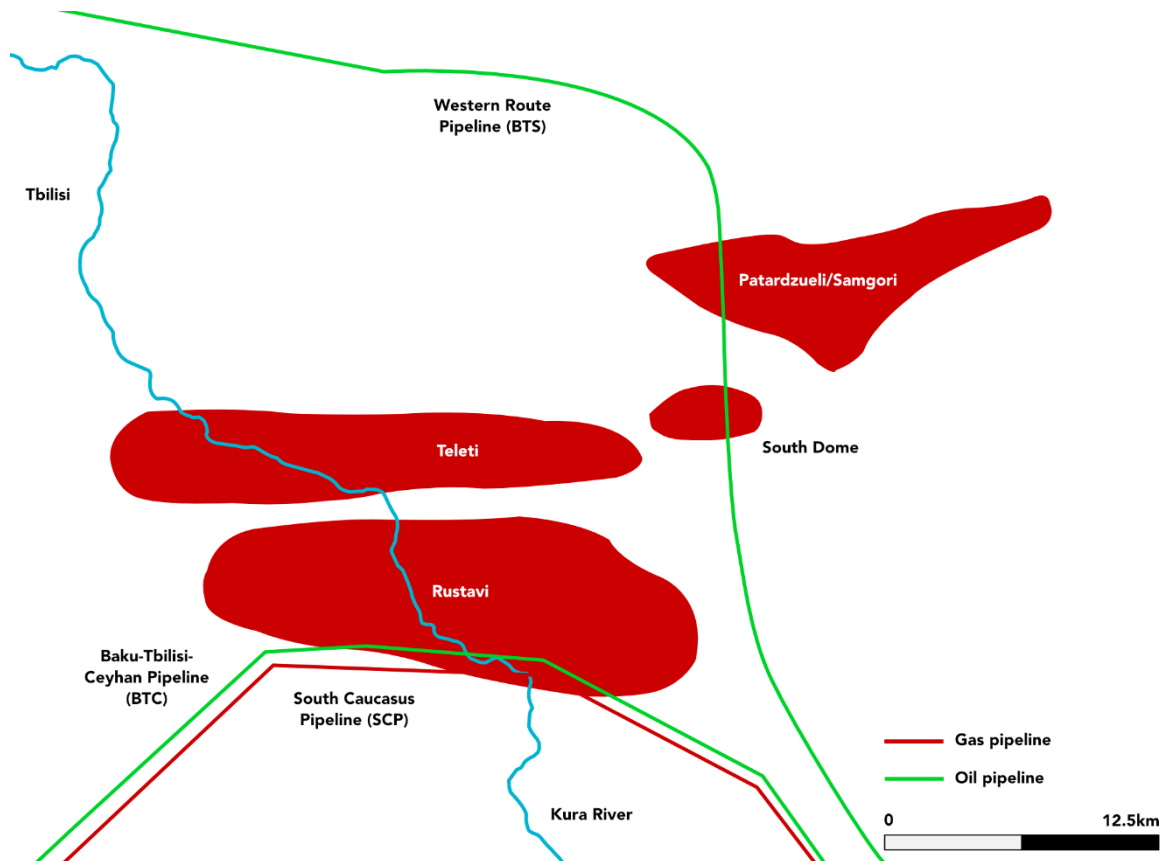 Western Route
Pipeline (BTS)
Tbilisi
Patardzueli/Samgori
Teleti
South Dome
Rustavi
Baku-Tbilisi-
Ceyhan Pipeline
(BTC)
South Caucasus
Pipeline (SCP)
Kura River
Gas pipeline
Oil pipeline
0
12.5km